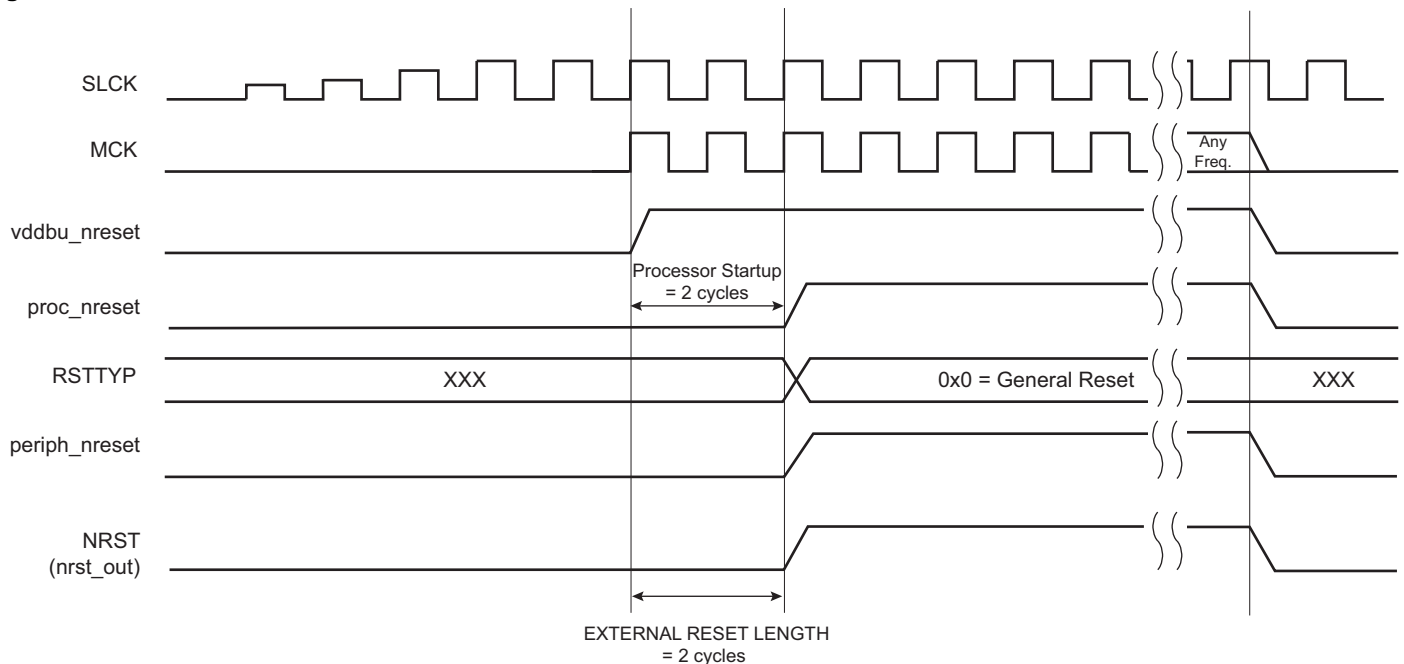 SLCK
MCK
Any
Freq.
vddbu_nreset
Processor Startup
= 2 cycles
proc_nreset
RSTTYP
XXX
0x0 = General Reset
XXX
periph_nreset
NRST
(nrst_out)
EXTERNAL RESET LENGTH
= 2 cycles